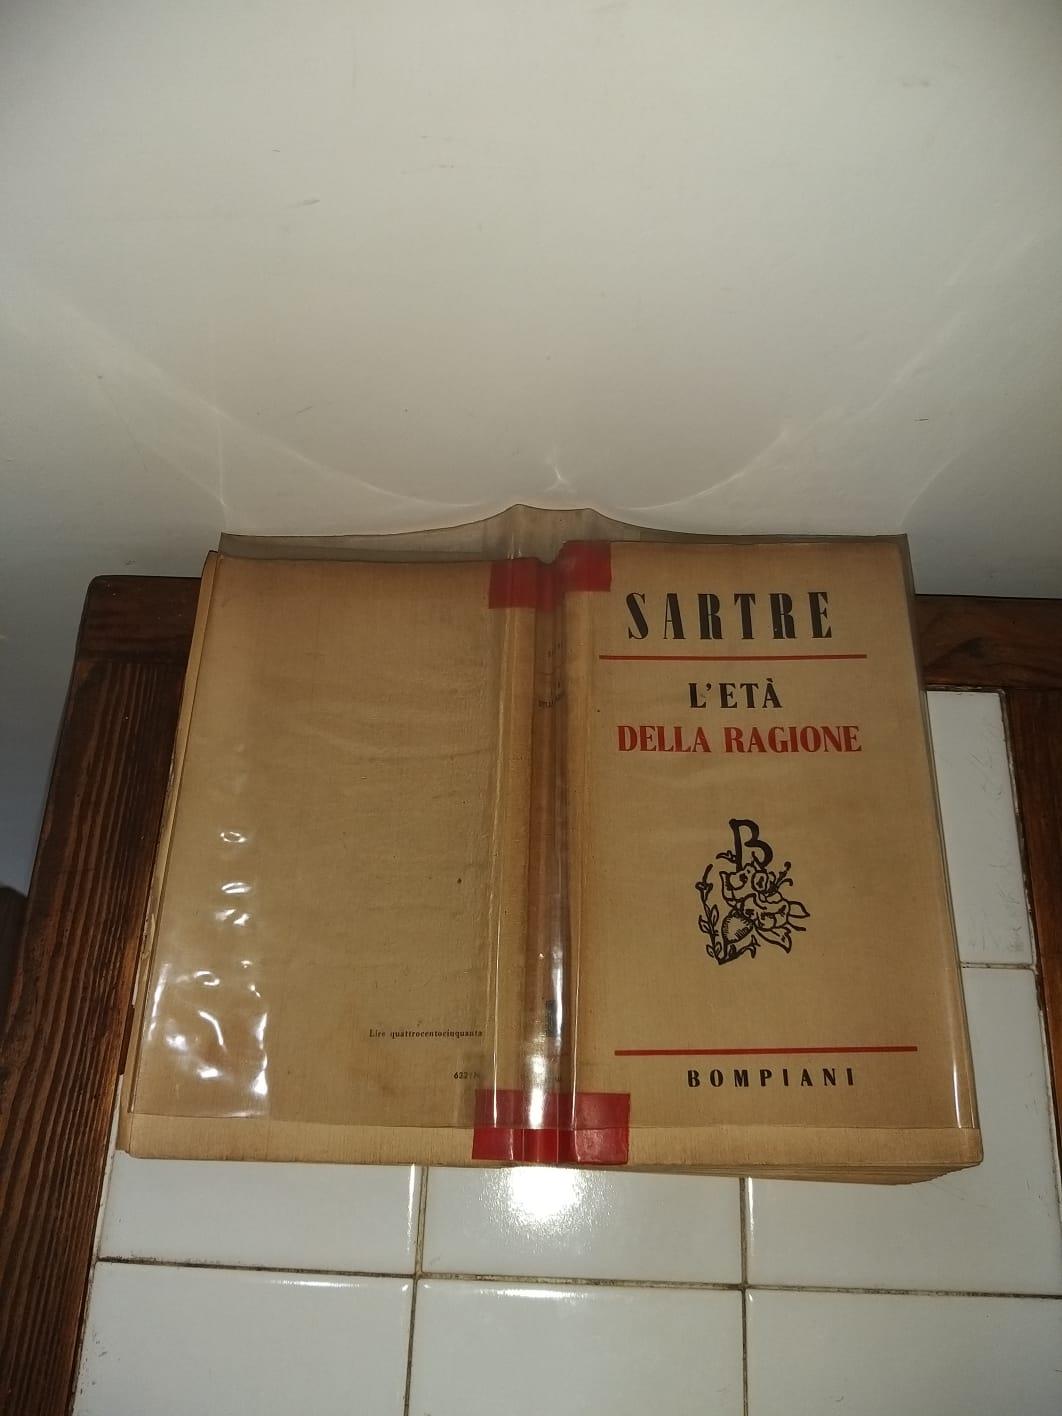 SARTRE
L'ETÀ
DELLA RAGIONE
B
BOMPIANI
Lire quattrocentocinquanta